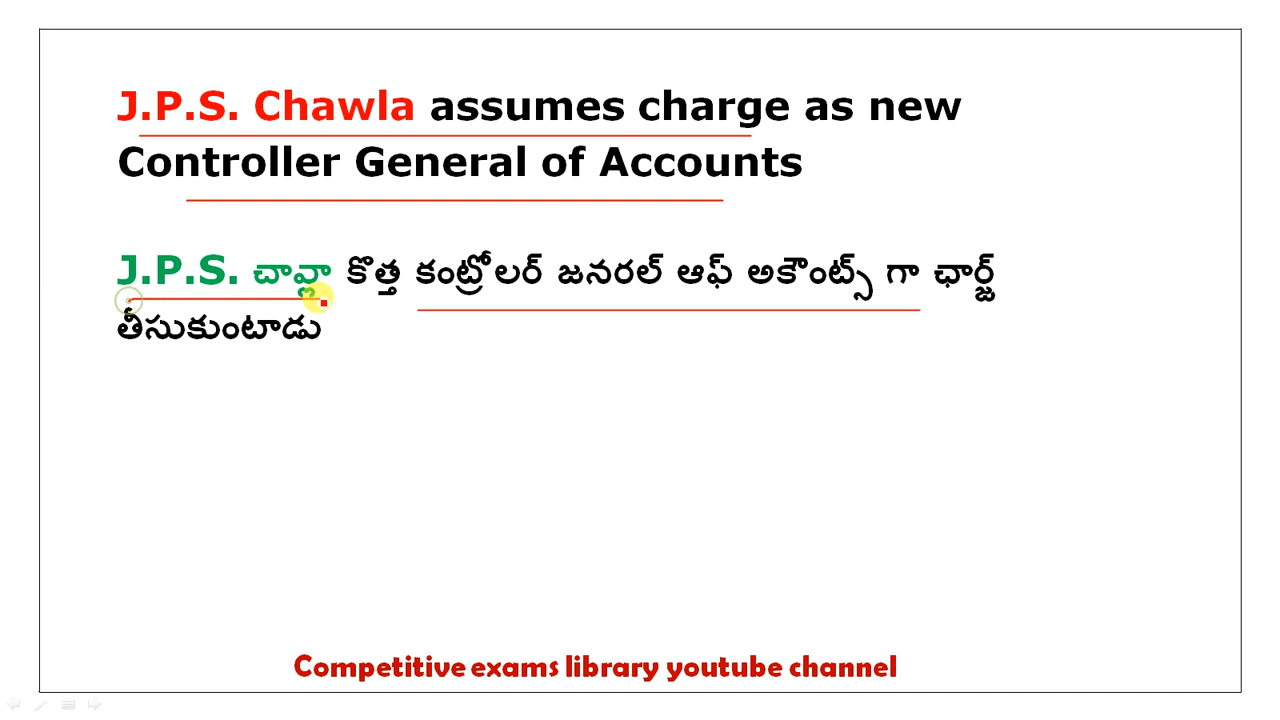 J.P.S. Chawla assumes charge as new
Controller General of Accounts
J.P.S. చావ్లా కొత్త కంట్రోలర్ జనరల్ ఆఫ్ అకౌంట్స్ గా ఛార్జ్
తీసుకుంటాడు
Competitive exams library youtube channel